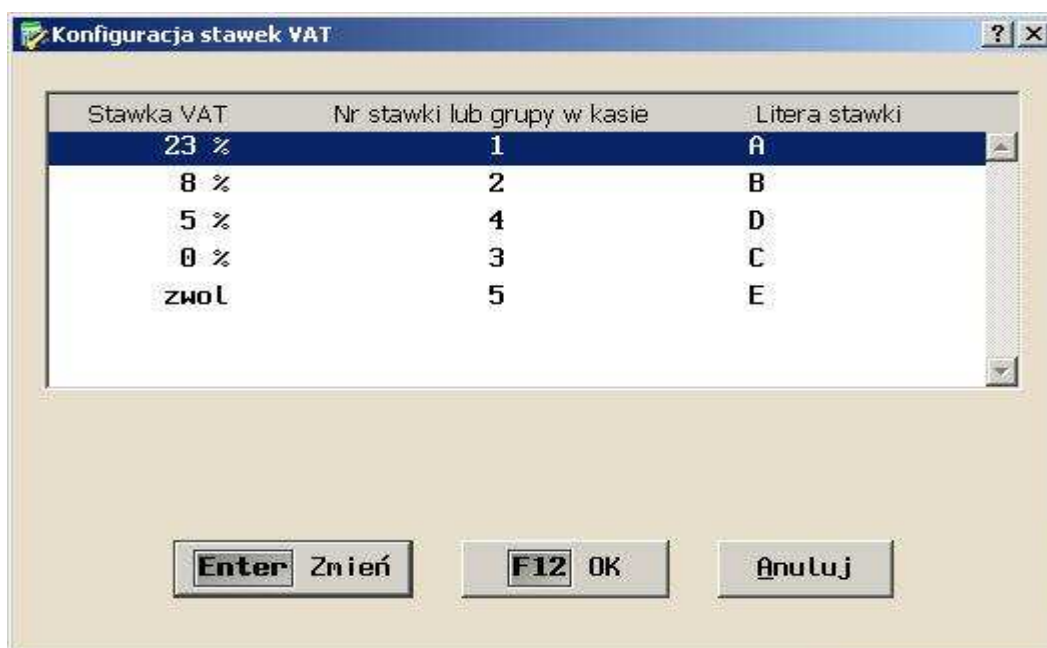 Konfiguracja stawek VAT
Stawka VAT Nr stawki lub grupy w kasie Litera stawki
23 % 1 A
8 % 2 B
5 % 4 D
0 % 3 C
zwol 5 E
Enter Zmień F12 OK Anuluj